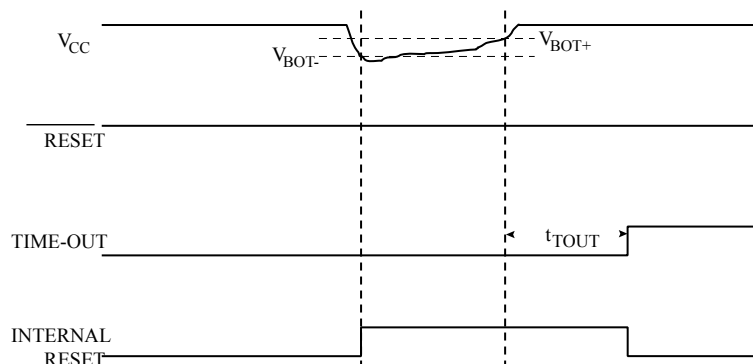 VCC
VBOT-
VBOT+
RESET
TIME-OUT
tTOUT
INTERNAL
RESET